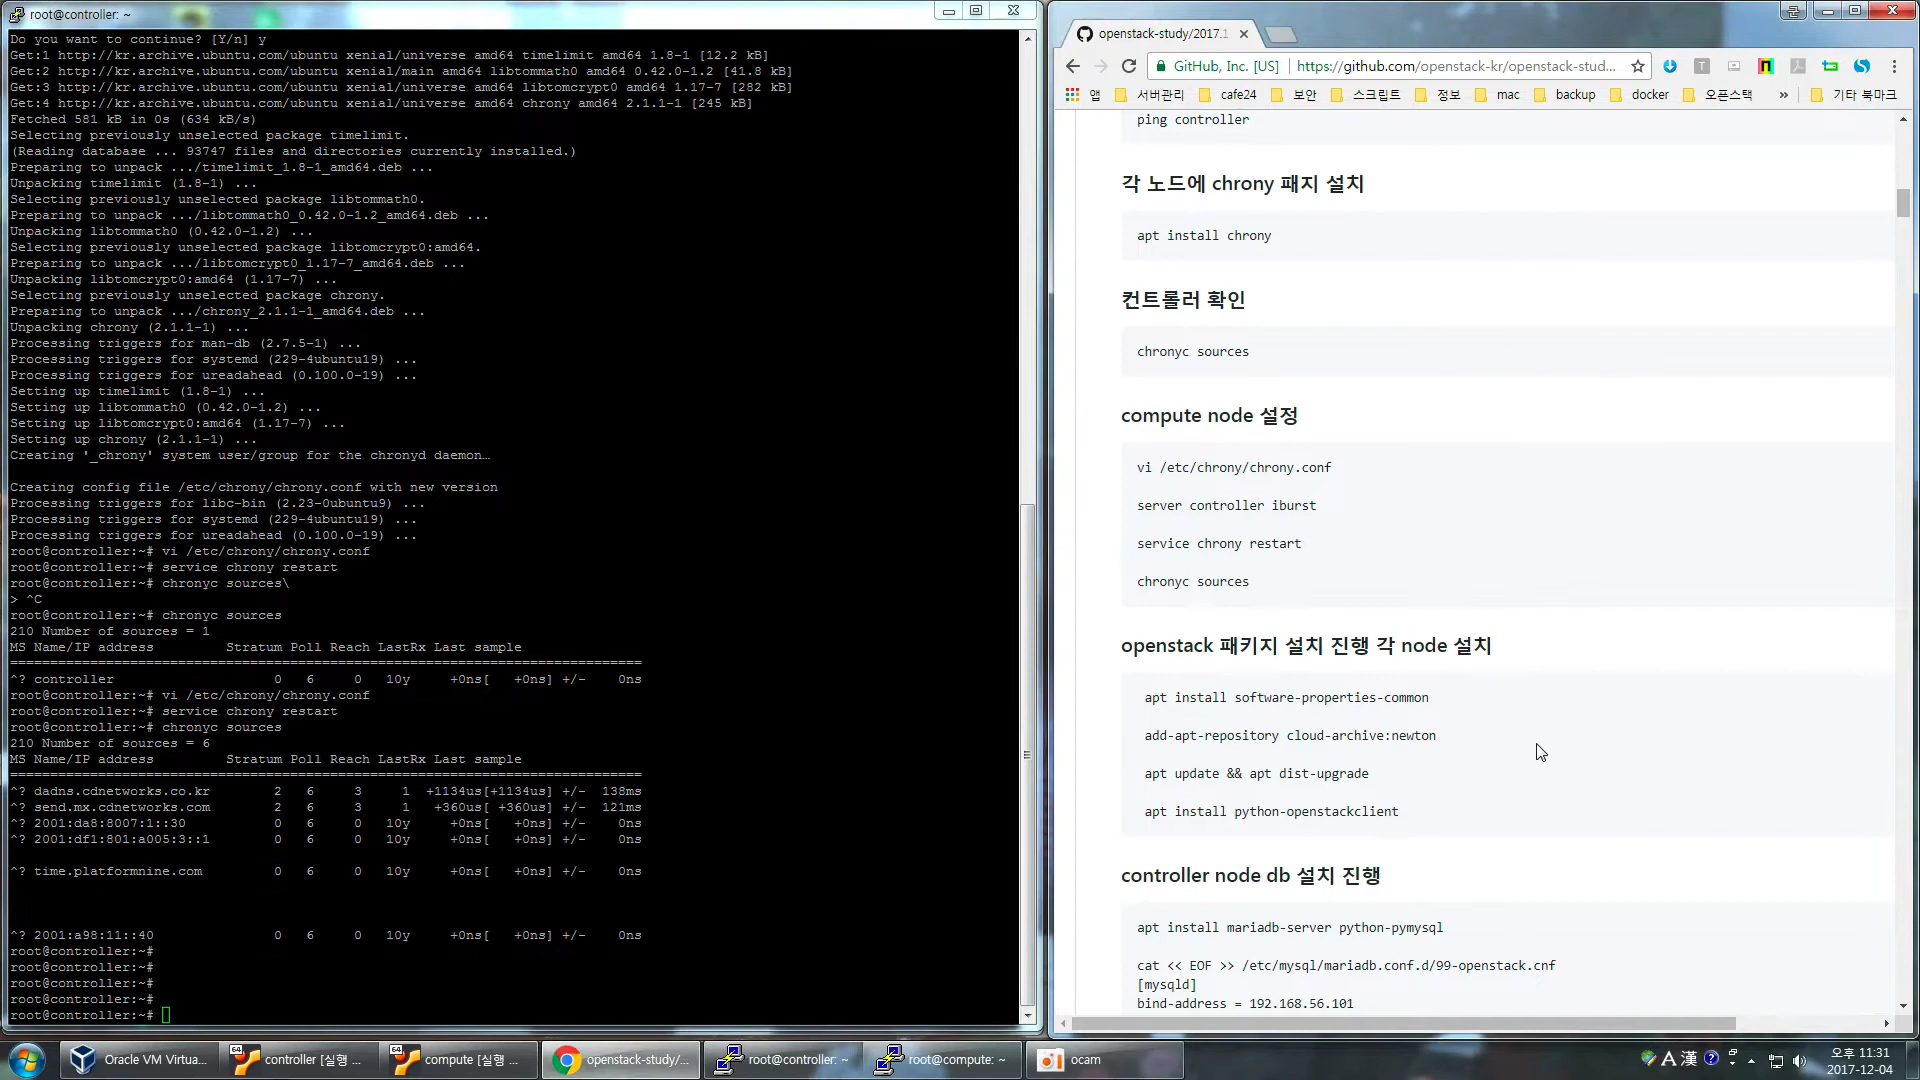 root@controller: ~
Do you want to continue? [Y/n] y
Get:1 http://kr.archive.ubuntu.com/ubuntu xenial/universe amd64 timelimit amd64 1.8-1 [12.2 kB]
Get:2 http://kr.archive.ubuntu.com/ubuntu xenial/main amd64 libtommath0 amd64 0.42.0-1.2 [41.8 kB]
Get:3 http://kr.archive.ubuntu.com/ubuntu xenial/universe amd64 libtomcrypt0 amd64 1.17-7 [282 kB]
Get:4 http://kr.archive.ubuntu.com/ubuntu xenial/universe amd64 chrony amd64 2.1.1-1 [245 kB]
Fetched 581 kB in 0s (634 kB/s)
Selecting previously unselected package timelimit.
(Reading database ... 93747 files and directories currently installed.)
Preparing to unpack .../timelimit_1.8-1_amd64.deb ...
Unpacking timelimit (1.8-1) ...
Selecting previously unselected package libtommath0.
Preparing to unpack .../libtommath0_0.42.0-1.2_amd64.deb ...
Unpacking libtommath0 (0.42.0-1.2) ...
Selecting previously unselected package libtomcrypt0:amd64.
Preparing to unpack .../libtomcrypt0_1.17-7_amd64.deb ...
Unpacking libtomcrypt0:amd64 (1.17-7) ...
Selecting previously unselected package chrony.
Preparing to unpack .../chrony_2.1.1-1_amd64.deb ...
Unpacking chrony (2.1.1-1) ...
Processing triggers for man-db (2.7.5-1) ...
Processing triggers for systemd (229-4ubuntu19) ...
Processing triggers for ureadahead (0.100.0-19) ...
Setting up timelimit (1.8-1) ...
Setting up libtommath0 (0.42.0-1.2) ...
Setting up libtomcrypt0:amd64 (1.17-7) ...
Setting up chrony (2.1.1-1) ...
Creating '_chrony' system user/group for the chronyd daemon…
Creating config file /etc/chrony/chrony.conf with new version
Processing triggers for libc-bin (2.23-0ubuntu9) ...
Processing triggers for systemd (229-4ubuntu19) ...
Processing triggers for ureadahead (0.100.0-19) ...
root@controller:~# vi /etc/chrony/chrony.conf
root@controller:~# service chrony restart
root@controller:~# chronyc sources\
> ^C
root@controller:~# chronyc sources
210 Number of sources = 1
MS Name/IP address         Stratum Poll Reach LastRx Last sample
===============================================================================
^? controller                    0   6     0   10y     +0ns[   +0ns] +/-    0ns
root@controller:~# vi /etc/chrony/chrony.conf
root@controller:~# service chrony restart
root@controller:~# chronyc sources
210 Number of sources = 6
MS Name/IP address         Stratum Poll Reach LastRx Last sample
===============================================================================
^? dadns.cdnetworks.co.kr        2   6     3     1  +1134us[+1134us] +/-  138ms
^? send.mx.cdnetworks.com        2   6     3     1   +360us[ +360us] +/-  121ms
^? 2001:da8:8007:1::30           0   6     0   10y     +0ns[   +0ns] +/-    0ns
^? 2001:df1:801:a005:3::1        0   6     0   10y     +0ns[   +0ns] +/-    0ns
^? time.platformnine.com         0   6     0   10y     +0ns[   +0ns] +/-    0ns
^? 2001:a98:11::40               0   6     0   10y     +0ns[   +0ns] +/-    0ns
root@controller:~#
root@controller:~#
root@controller:~#
root@controller:~#
root@controller:~#
openstack-study/2017.1
GitHub, Inc. [US] | https://github.com/openstack-kr/openstack-stud...
앱 서버관리 cafe24 보안 스크립트 정보 mac backup docker 오픈스택 » 기타 북마크
ping controller
각 노드에 chrony 패지 설치
apt install chrony
컨트롤러 확인
chronyc sources
compute node 설정
vi /etc/chrony/chrony.conf
server controller iburst
service chrony restart
chronyc sources
openstack 패키지 설치 진행 각 node 설치
apt install software-properties-common
add-apt-repository cloud-archive:newton
apt update && apt dist-upgrade
apt install python-openstackclient
controller node db 설치 진행
apt install mariadb-server python-pymysql
cat << EOF >> /etc/mysql/mariadb.conf.d/99-openstack.cnf
[mysqld]
bind-address = 192.168.56.101
Oracle VM Virtua...
64 controller [실행 ...
64 compute [실행 ...
openstack-study/...
root@controller: ~
root@compute: ~
ocam
A 漢
오후 11:31
2017-12-04